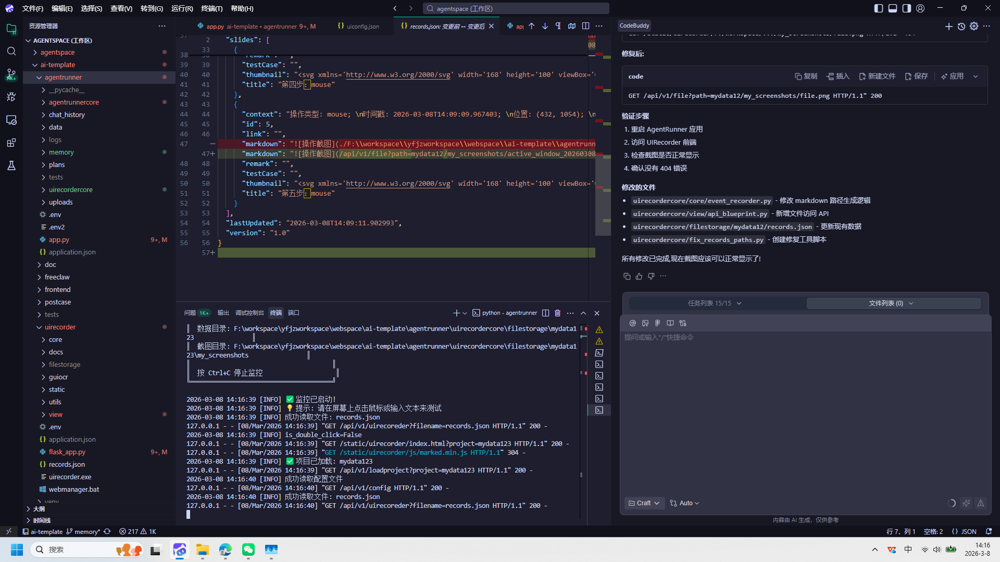 文件(F) 编辑(E) 选择(S) 查看(V) 转到(G) 运行(R) 终端(T) 帮助(H)
agentspace (工作区)
资源管理器
AGENTSPACE (工作区)
agentspace
ai-template
agentrunner
__pycache__
agentrunnercore
chat_history
data
logs
memory
plans
tests
uirecordercore
uploads
.env
.env2
app.py 9+, M
application.json
doc
freeclaw
frontend
postcase
tests
uirecorder
core
docs
filestorage
guiocr
static
utils
view
.env
application.json
flask_app.py 9+, M
records.json
uirecorder.exe
webmanager.bat
venv
大纲
时间线
app.py ai-template • agentrunner 9+, M
uiconfig.json
records.json: 变更前 ↔ 变更后
2 "slides": [
33 {
38 38 "remark": "",
39 39 "testCase": "",
40 40 "thumbnail": "<svg xmlns='http://www.w3.org/2000/svg' width='168' height='100' viewBox='
41 41 "title": "第四步：mouse"
42 42 },
43 43 {
44 44 "context": "操作类型: mouse; \n时间戳: 2026-03-08T14:09:09.967403; \n位置: (432, 1054); \n
45 45 "id": 5,
46 46 "link": "",
47 — "markdown": "![操作截图](./F:\\workspace\\yfjzworkspace\\webspace\\ai-template\\agentrunn
47+ "markdown": "![操作截图](/api/v1/file?path=mydata12/my_screenshots/active_window_20260308
48 48 "remark": "",
49 49 "testCase": "",
50 50 "thumbnail": "<svg xmlns='http://www.w3.org/2000/svg' width='168' height='100' viewBox='
51 51 "title": "第五步：mouse"
52 52 }
53 53 ],
54 54 "lastUpdated": "2026-03-08T14:09:11.902993",
55 55 "version": "1.0"
56 56 }
57+
问题 1K+ 输出 调试控制台 终端 端口
python - agentrunner
数据目录: F:\workspace\yfjzworkspace\webspace\ai-template\agentrunner\uirecordercore\filestorage\mydata1
23
截图目录: F:\workspace\yfjzworkspace\webspace\ai-template\agentrunner\uirecordercore\filestorage\mydata1
23\my_screenshots
按 Ctrl+C 停止监控
2026-03-08 14:16:39 [INFO] ✅ 监控已启动!
2026-03-08 14:16:39 [INFO] 💡 提示: 请在屏幕上点击鼠标或输入文本来测试
2026-03-08 14:16:39 [INFO] 成功读取文件: records.json
127.0.0.1 - - [08/Mar/2026 14:16:39] "GET /api/v1/uirecoreder?filename=records.json HTTP/1.1" 200 -
2026-03-08 14:16:39 [INFO] is_double_click=False
127.0.0.1 - - [08/Mar/2026 14:16:39] "GET /static/uirecorder/index.html?project=mydata123 HTTP/1.1" 200 -
127.0.0.1 - - [08/Mar/2026 14:16:39] "GET /static/uirecorder/js/marked.min.js HTTP/1.1" 304 -
2026-03-08 14:16:39 [INFO] ✅ 项目已加载: mydata123
127.0.0.1 - - [08/Mar/2026 14:16:39] "GET /api/v1/loadproject?project=mydata123 HTTP/1.1" 200 -
2026-03-08 14:16:40 [INFO] 成功读取配置文件
127.0.0.1 - - [08/Mar/2026 14:16:40] "GET /api/v1/config HTTP/1.1" 200 -
2026-03-08 14:16:40 [INFO] 成功读取文件: records.json
127.0.0.1 - - [08/Mar/2026 14:16:40] "GET /api/v1/uirecoreder?filename=records.json HTTP/1.1" 200 -
CodeBuddy
修复后:
code 复制 插入 新建文件 保存 应用
GET /api/v1/file?path=mydata12/my_screenshots/file.png HTTP/1.1" 200
验证步骤
1. 重启 AgentRunner 应用
2. 访问 UIRecorder 前端
3. 检查截图是否正常显示
4. 确认没有 404 错误
修改的文件
• uirecordercore/core/event_recorder.py - 修改 markdown 路径生成逻辑
• uirecordercore/view/api_blueprint.py - 新增文件访问 API
• uirecordercore/filestorage/mydata12/records.json - 更新现有数据
• uirecordercore/fix_records_paths.py - 创建修复工具脚本
所有修改已完成,现在截图应该可以正常显示了!
任务列表 15/15
文件列表 (0)
提问或输入"/"快捷命令
Craft Auto
内容由 AI 生成，仅供参考
ai-template memory* 217 1K
行 7，列 1 空格: 2 {} JSON
搜索
中
14:16
2026-3-8